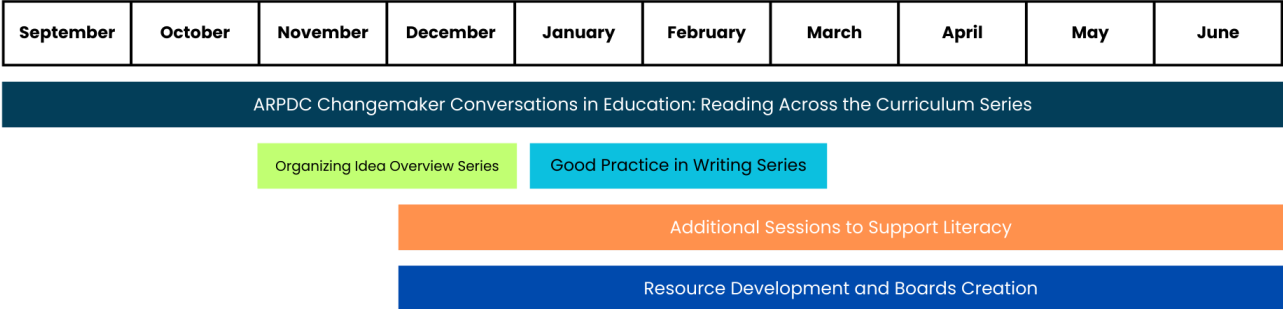 September October November December January February March April May June
ARPDC Changemaker Conversations in Education: Reading Across the Curriculum Series
Organizing Idea Overview Series Good Practice in Writing Series
Additional Sessions to Support Literacy
Resource Development and Boards Creation